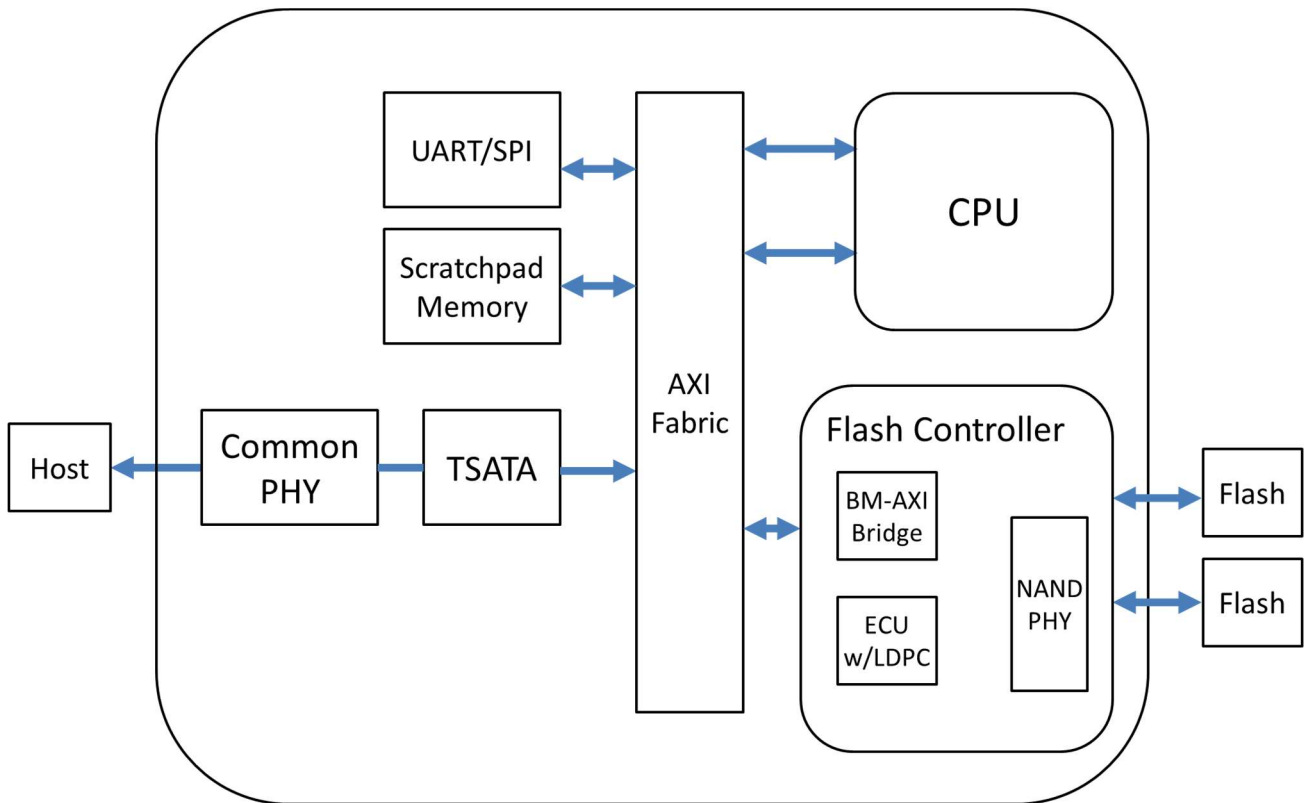 UART/SPI
Scratchpad
Memory
CPU
AXI
Fabric
Host
Common
PHY
TSATA
Flash Controller
BM-AXI
Bridge
ECU
w/LDPC
NAND
PHY
Flash
Flash